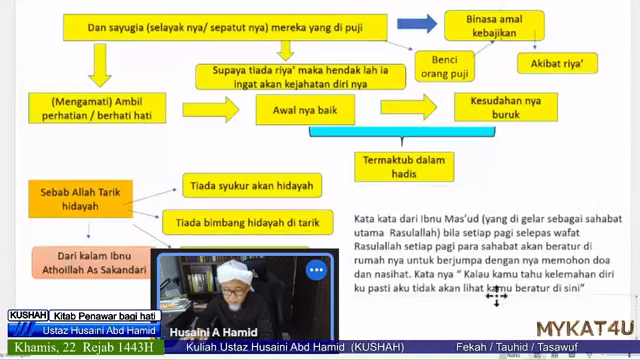 Dan sayugia (selayak nya/ sepatut nya) mereka yang di puji
Binasa amal
kebajikan
Benci
orang puji
Akibat riya'
Supaya tiada riya' maka hendak lah ia
ingat akan kejahatan diri nya
(Mengamati) Ambil
perhatian / berhati hati
Awal nya baik
Kesudahan nya
buruk
Termaktub dalam
hadis
Sebab Allah Tarik
hidayah
Tiada syukur akan hidayah
Tiada bimbang hidayah di tarik
Dari kalam Ibnu
Athoillah As Sakandari
Kata kata dari Ibnu Mas'ud (yang di gelar sebagai sahabat
utama Rasulallah) bila setiap pagi selepas wafat
Rasulallah setiap pagi para sahabat akan beratur di
rumah nya untuk berjumpa dengan nya memohon doa
dan nasihat. Kata nya " Kalau kamu tahu kelemahan diri
ku pasti aku tidak akan lihat kamu beratur di sini"
Husaini A Hamid
KUSHAH
Kitab Penawar bagi hati
Ustaz Husaini Abd Hamid
MYKAT4U
Khamis, 22 Rejab 1443H
Kuliah Ustaz Husaini Abd Hamid (KUSHAH)
Fekah / Tauhid / Tasawuf